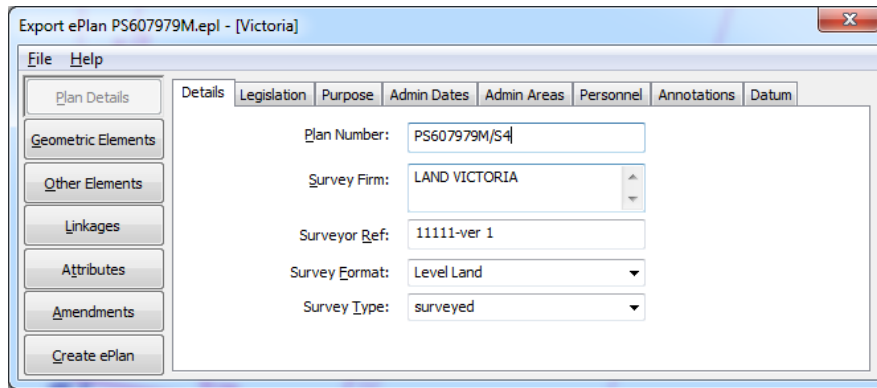 Export ePlan PS607979M.epl - [Victoria]
File Help
Plan Details
Geometric Elements
Other Elements
Linkages
Attributes
Amendments
Create ePlan
Details Legislation Purpose Admin Dates Admin Areas Personnel Annotations Datum
Plan Number: PS607979M/S4
Survey Firm: LAND VICTORIA
Surveyor Ref: 11111-ver 1
Survey Format: Level Land
Survey Type: surveyed